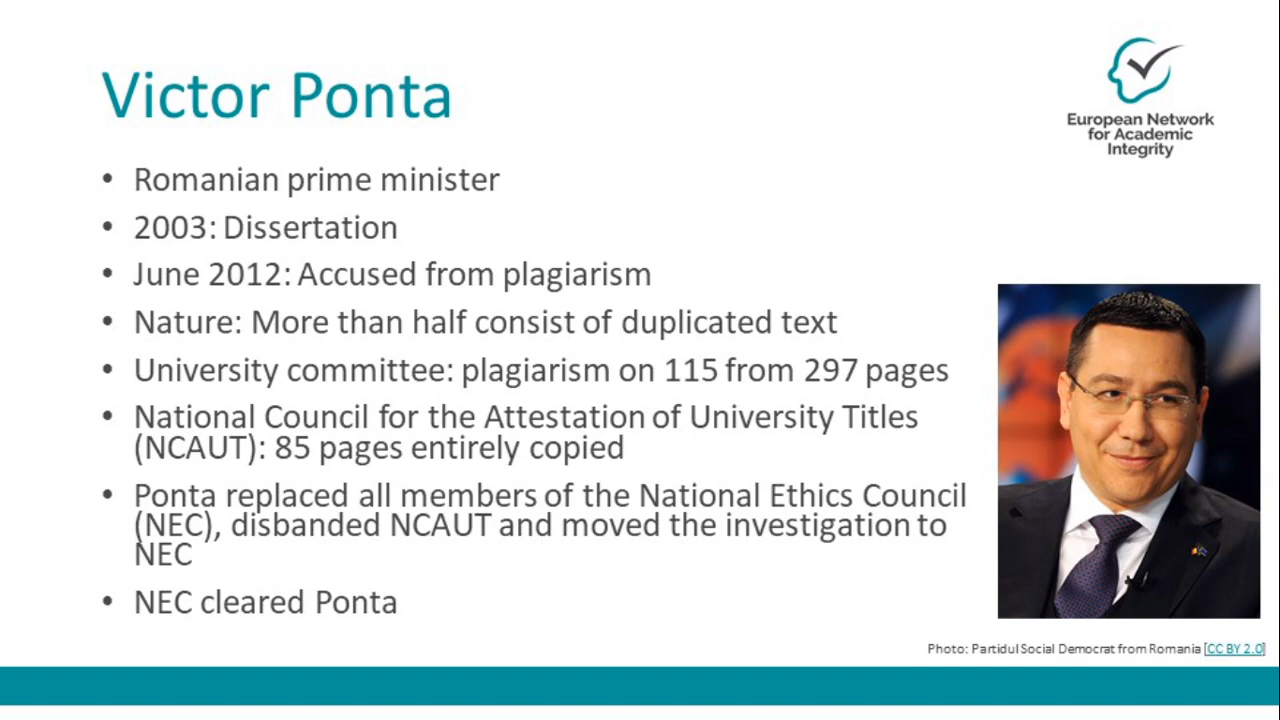 Victor Ponta
European Network
for Academic
Integrity
• Romanian prime minister
• 2003: Dissertation
• June 2012: Accused from plagiarism
• Nature: More than half consist of duplicated text
• University committee: plagiarism on 115 from 297 pages
• National Council for the Attestation of University Titles
(NCAUT): 85 pages entirely copied
• Ponta replaced all members of the National Ethics Council
(NEC), disbanded NCAUT and moved the investigation to
NEC
• NEC cleared Ponta
Photo: Partidul Social Democrat from Romania [CC BY 2.0]